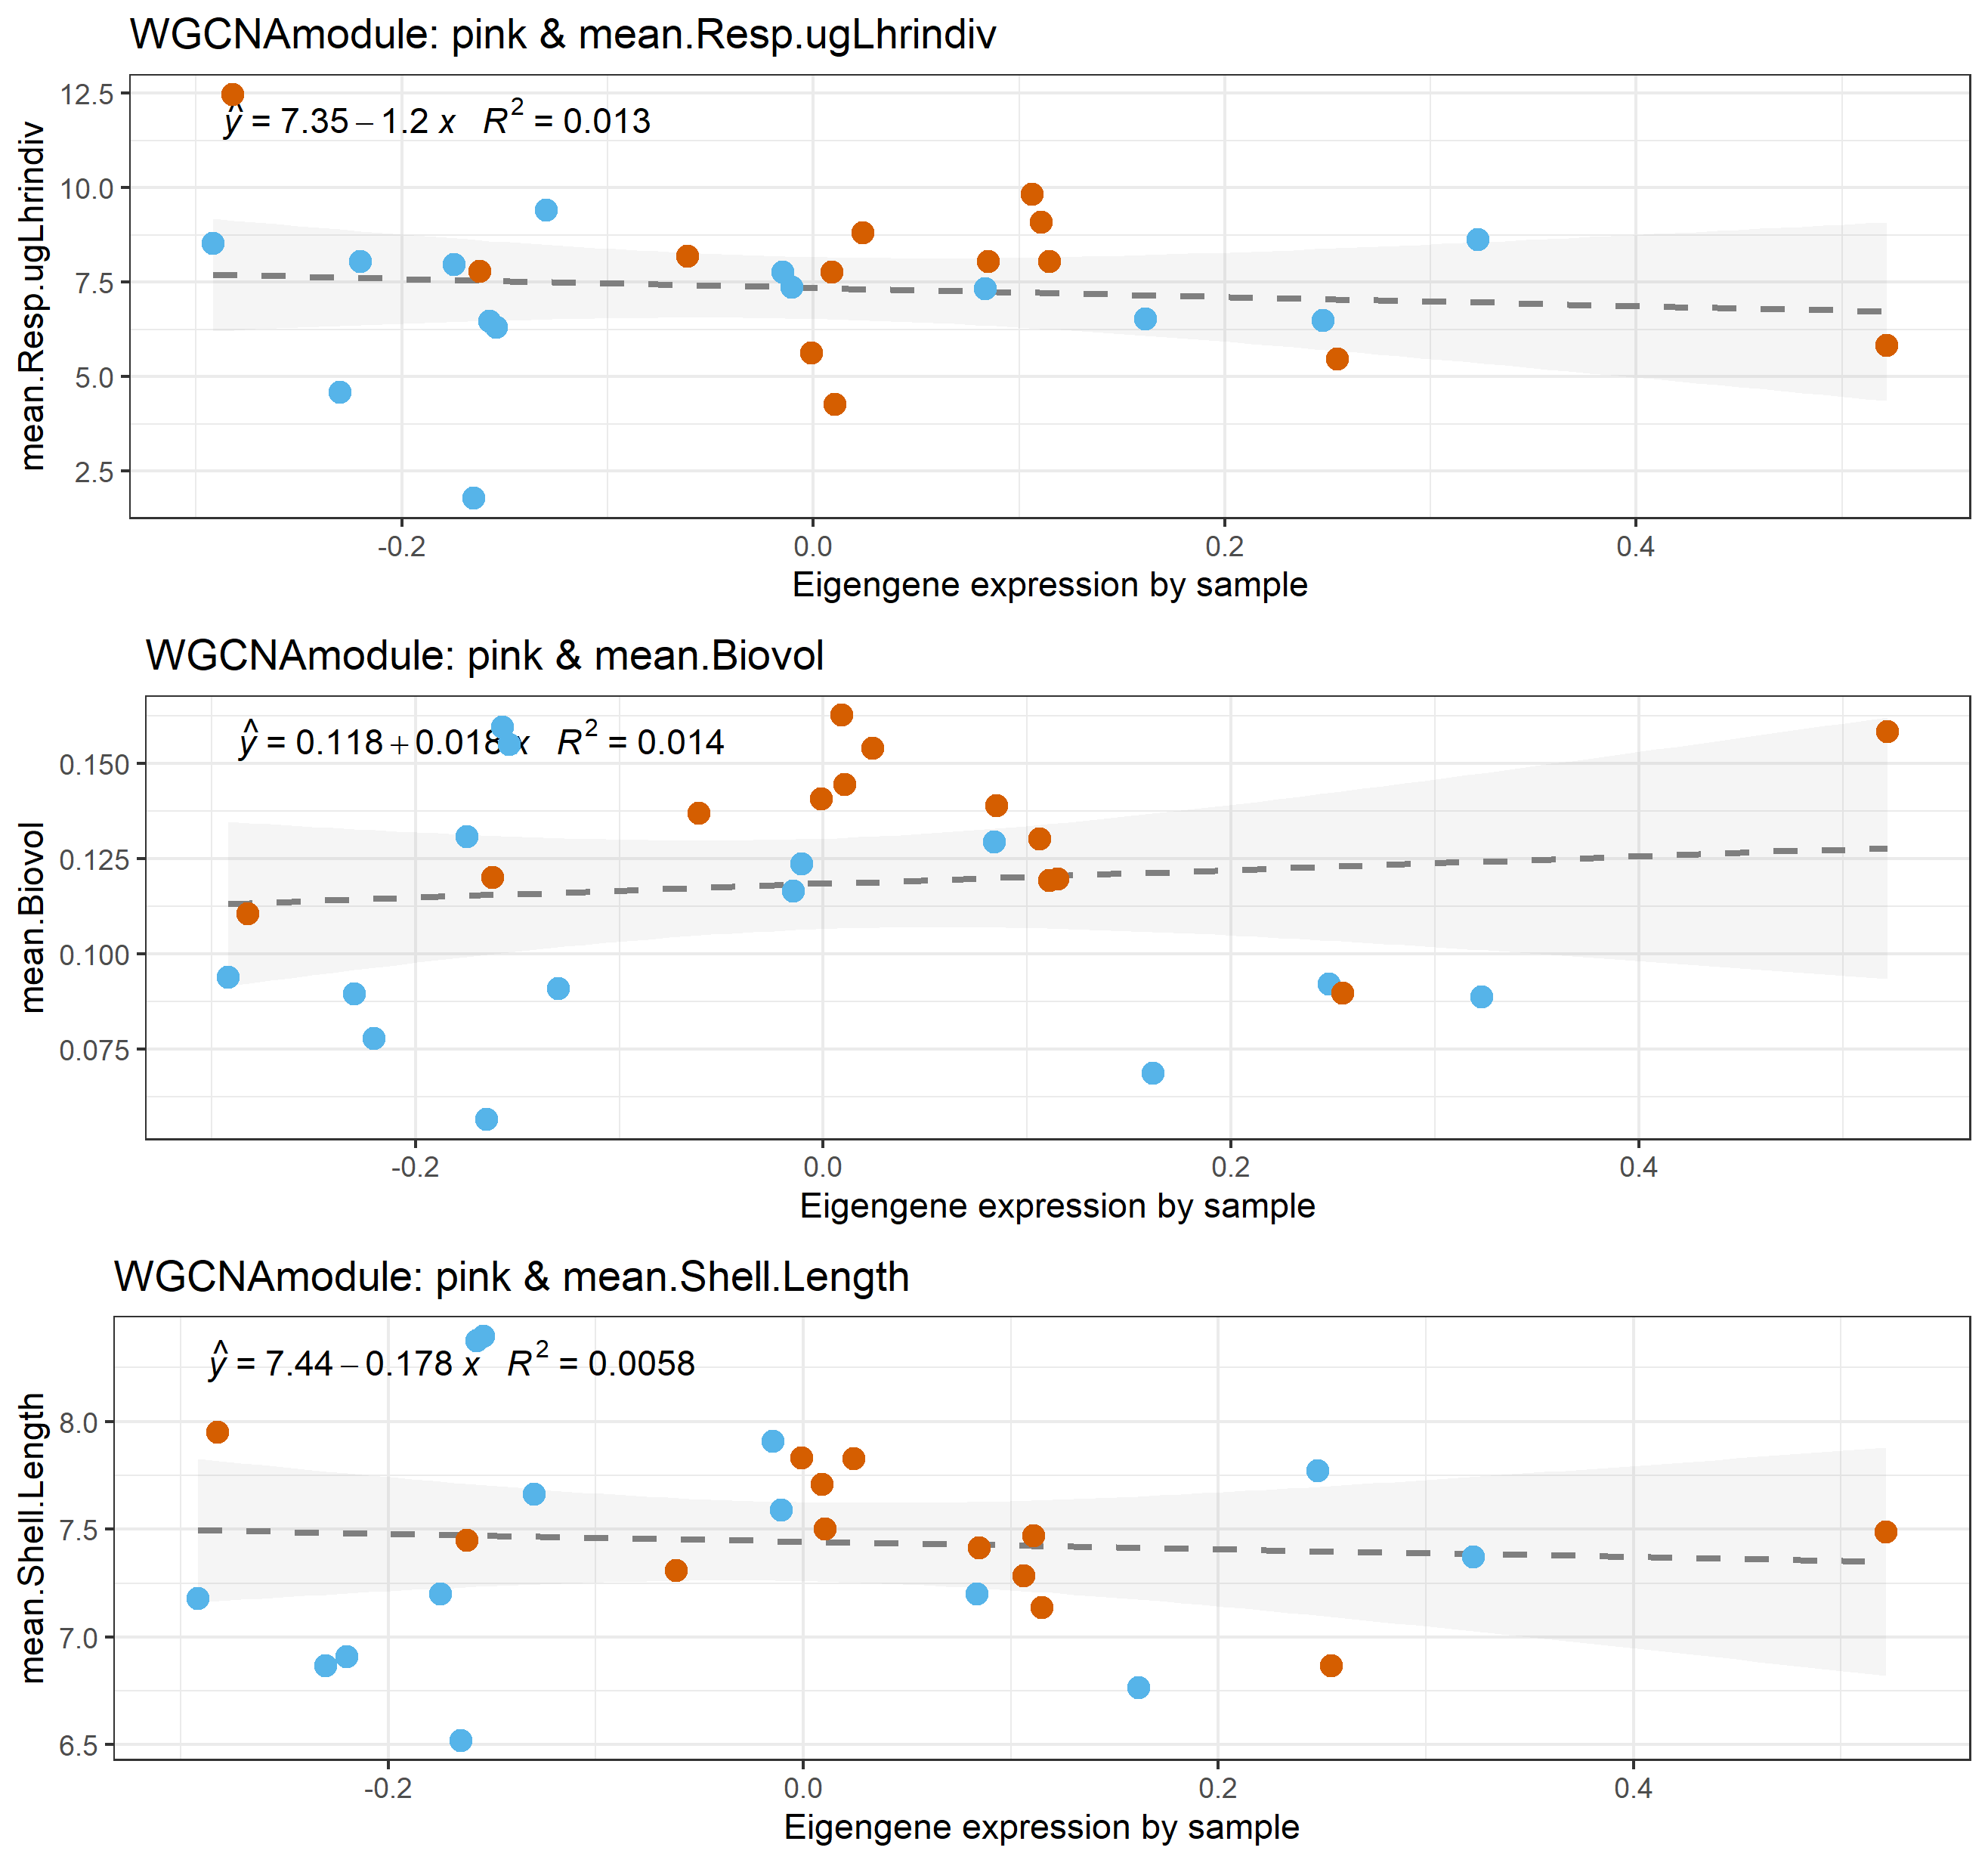 WGCNAmodule: pink & mean.Resp.ugLhrindiv
ŷ = 7.35 − 1.2 x R² = 0.013
12.5
10.0
7.5
5.0
2.5
mean.Resp.ugLhrindiv
-0.2 0.0 0.2 0.4
Eigengene expression by sample
WGCNAmodule: pink & mean.Biovol
ŷ = 0.118 + 0.018 x R² = 0.014
0.150
0.125
0.100
0.075
mean.Biovol
-0.2 0.0 0.2 0.4
Eigengene expression by sample
WGCNAmodule: pink & mean.Shell.Length
ŷ = 7.44 − 0.178 x R² = 0.0058
8.0
7.5
7.0
6.5
mean.Shell.Length
-0.2 0.0 0.2 0.4
Eigengene expression by sample